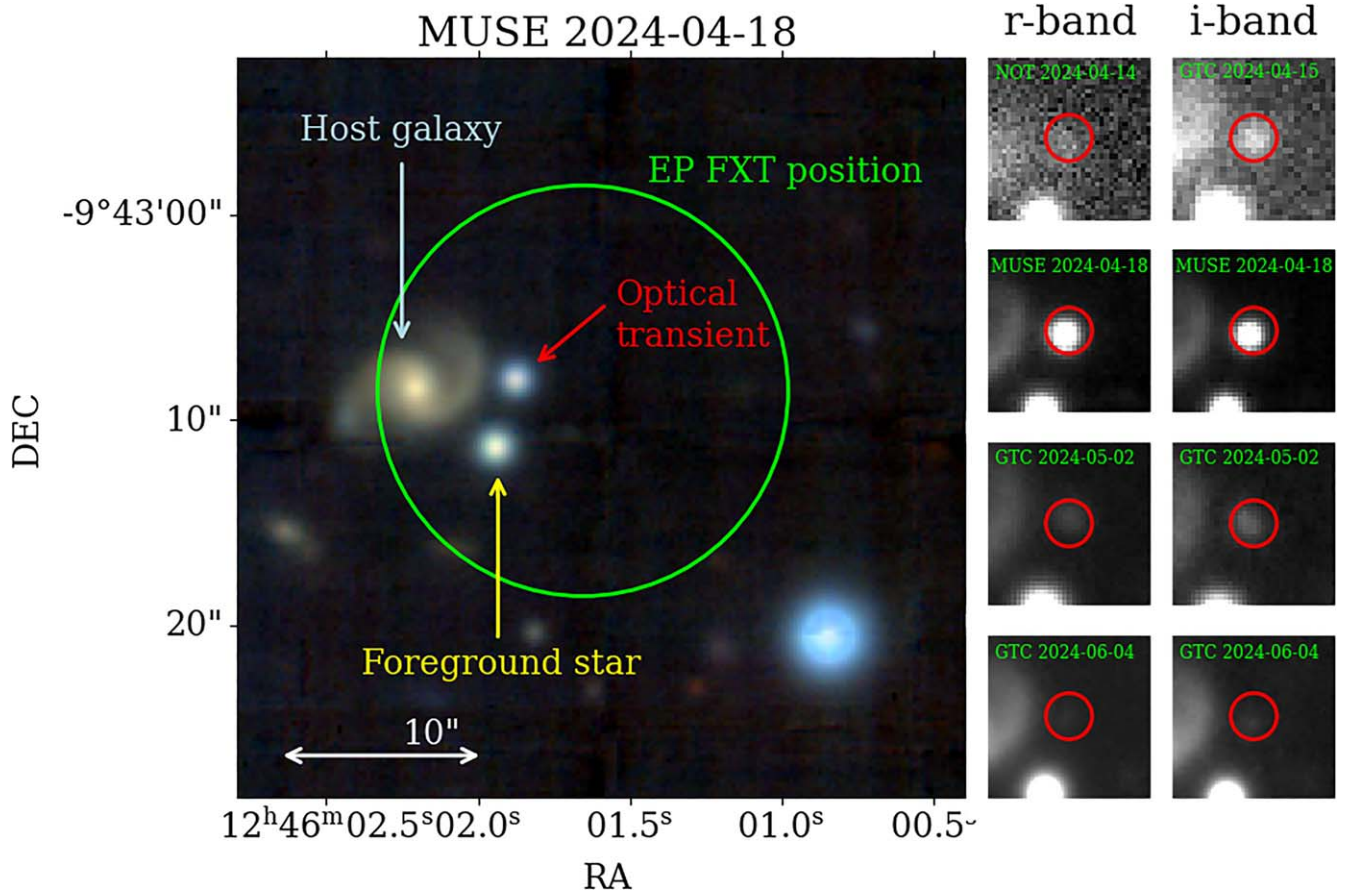 MUSE 2024-04-18
r-band
i-band
NOT 2024-04-14
GTC 2024-04-15
Host galaxy
EP FXT position
-9°43'00"
MUSE 2024-04-18
MUSE 2024-04-18
Optical
transient
DEC
10"
GTC 2024-05-02
GTC 2024-05-02
20"
Foreground star
GTC 2024-06-04
GTC 2024-06-04
10"
12ʰ46ᵐ02.5ˢ
02.0ˢ
01.5ˢ
01.0ˢ
00.5
RA